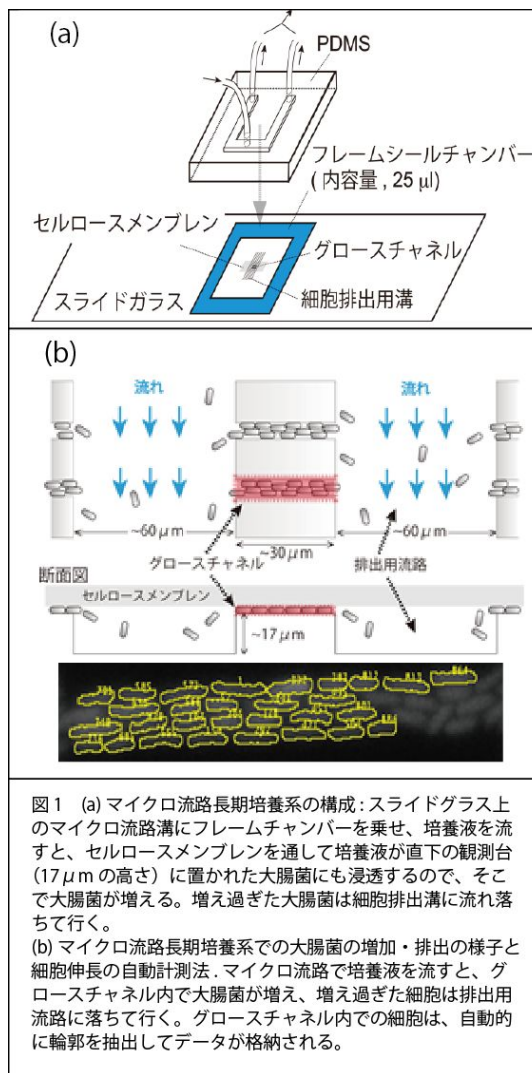 (a)
PDMS
フレームシールチャンバー
(内容量, 25 μl)
セルロースメンブレン
グロースチャネル
スライドガラス
細胞排出用溝
(b)
流れ
流れ
~60μm
~30μm
~60μm
グロースチャネル
排出用流路
断面図
セルロースメンブレン
~17μm
図1 (a) マイクロ流路長期培養系の構成:スライドグラス上
のマイクロ流路溝にフレームチャンバーを乗せ、培養液を流
すと、セルロースメンブレンを通して培養液が直下の観測台
(17μmの高さ)に置かれた大腸菌にも浸透するので、そこ
で大腸菌が増える。増え過ぎた大腸菌は細胞排出溝に流れ落
ちて行く。
(b) マイクロ流路長期培養系での大腸菌の増加・排出の様子と
細胞伸長の自動計測法.マイクロ流路で培養液を流すと、グ
ロースチャネル内で大腸菌が増え、増え過ぎた細胞は排出用
流路に落ちて行く。グロースチャネル内での細胞は、自動的
に輪郭を抽出してデータが格納される。